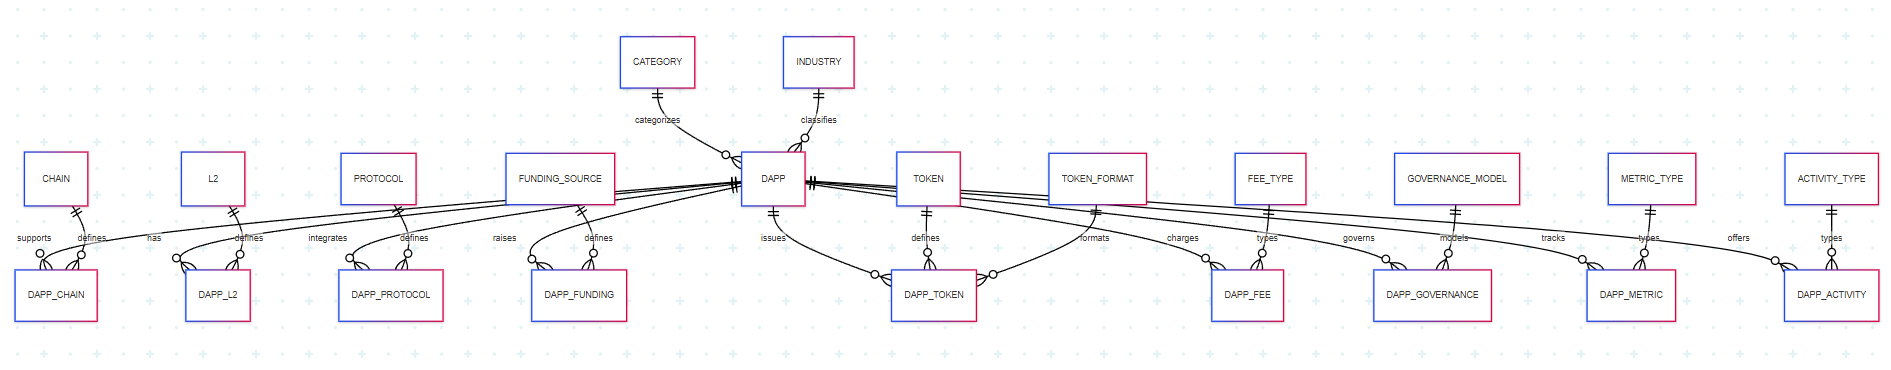 CATEGORY
INDUSTRY
categorizes
classifies
CHAIN
L2
PROTOCOL
FUNDING_SOURCE
DAPP
TOKEN
TOKEN_FORMAT
FEE_TYPE
GOVERNANCE_MODEL
METRIC_TYPE
ACTIVITY_TYPE
supports
defines
has
defines
integrates
defines
raises
defines
issues
defines
formats
charges
types
governs
models
tracks
types
offers
types
DAPP_CHAIN
DAPP_L2
DAPP_PROTOCOL
DAPP_FUNDING
DAPP_TOKEN
DAPP_FEE
DAPP_GOVERNANCE
DAPP_METRIC
DAPP_ACTIVITY